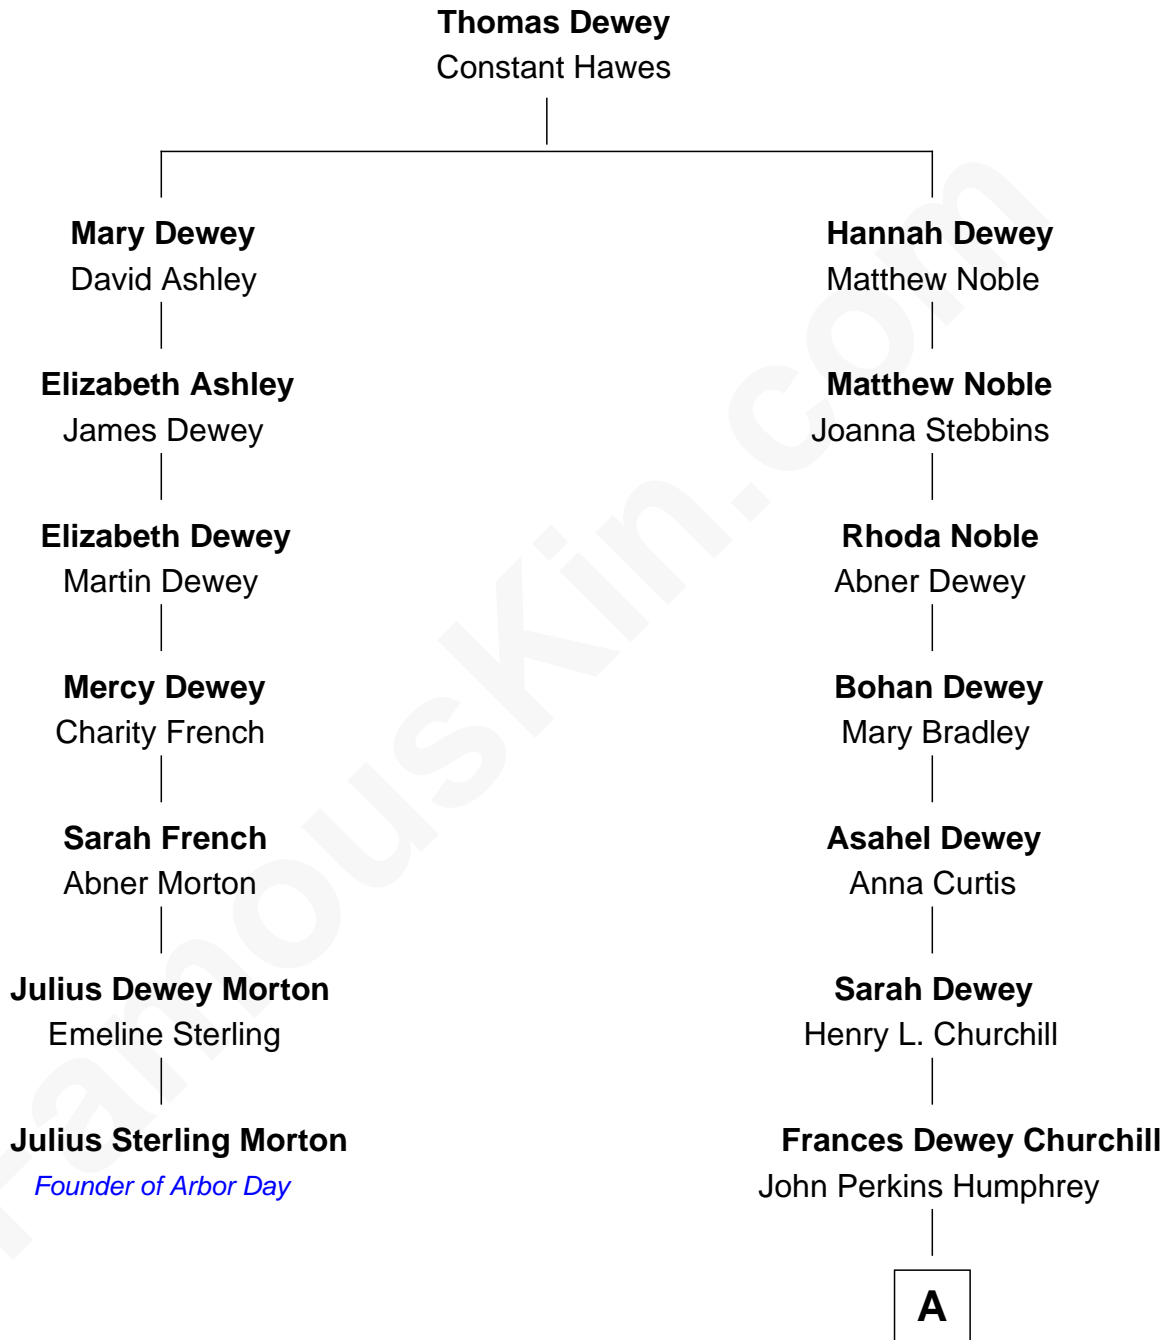 Thomas Dewey
Constant Hawes
Mary Dewey
David Ashley
Hannah Dewey
Matthew Noble
Elizabeth Ashley
James Dewey
Matthew Noble
Joanna Stebbins
Elizabeth Dewey
Martin Dewey
Rhoda Noble
Abner Dewey
Mercy Dewey
Charity French
Bohan Dewey
Mary Bradley
Sarah French
Abner Morton
Asahel Dewey
Anna Curtis
Julius Dewey Morton
Emeline Sterling
Sarah Dewey
Henry L. Churchill
Julius Sterling Morton
Founder of Arbor Day
Frances Dewey Churchill
John Perkins Humphrey
A
FamousKin.com